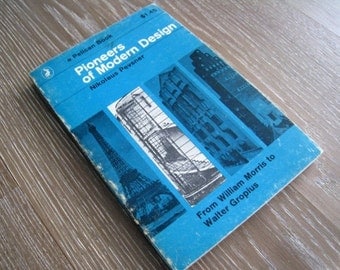 a Pelican Book
$1.45
Pioneers
of Modern Design
Nikolaus Pevsner
From William Morris to
Walter Gropius